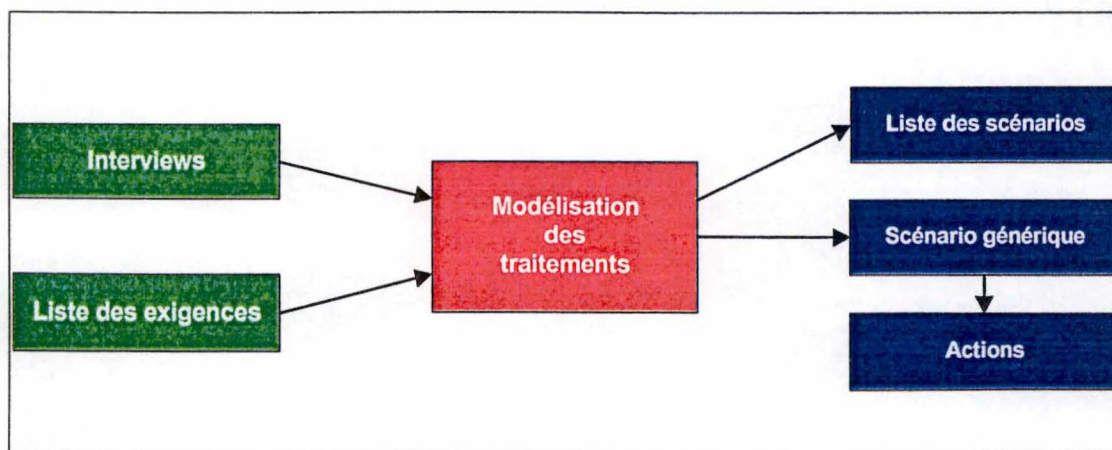 Interviews
Liste des exigences
Modélisation
des
traitements
Liste des scénarios
Scénario générique
Actions